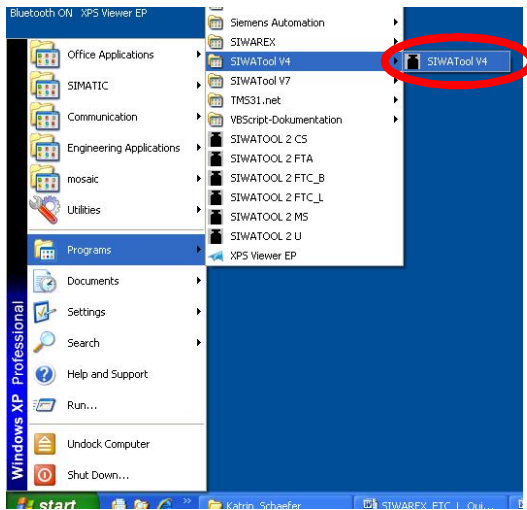 Bluetooth ON XPS Viewer EP
Office Applications
SIMATIC
Communication
Engineering Applications
mosaic
Utilities
Programs
Documents
Settings
Search
Help and Support
Run...
Undock Computer
Shut Down...
Windows XP Professional
Siemens Automation
SIWAREX
SIWATool V4
SIWATool V7
TMS31.net
VBScript-Dokumentation
SIWATOOL 2 CS
SIWATOOL 2 FTA
SIWATOOL 2 FTC_B
SIWATOOL 2 FTC_L
SIWATOOL 2 MS
SIWATOOL 2 U
XPS Viewer EP
SIWATool V4
start
Katrin Schaefer
SIWAREX FTC_L Qui...